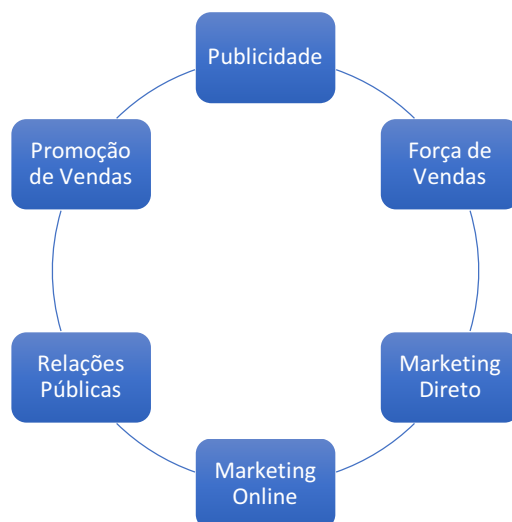 Publicidade
Força de
Vendas
Marketing
Direto
Marketing
Online
Relações
Públicas
Promoção
de Vendas